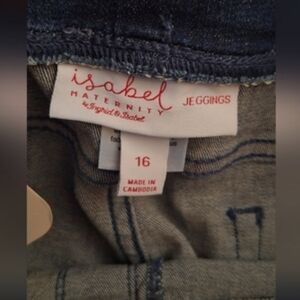 isabel
MATERNITY
by Ingrid & Isabel
JEGGINGS
16
MADE IN
CAMBODIA